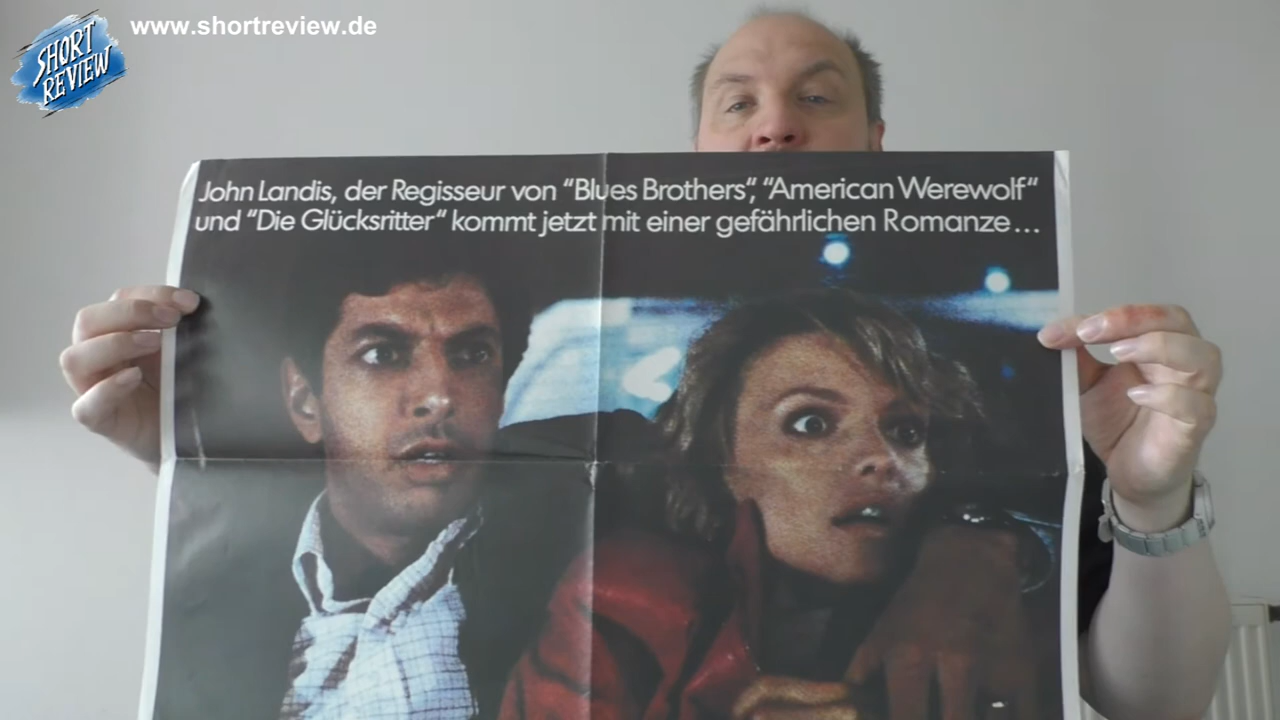 SHORT
REVIEW
www.shortreview.de
John Landis, der Regisseur von “Blues Brothers“, “American Werewolf“
und “Die Glücksritter“ kommt jetzt mit einer gefährlichen Romanze...